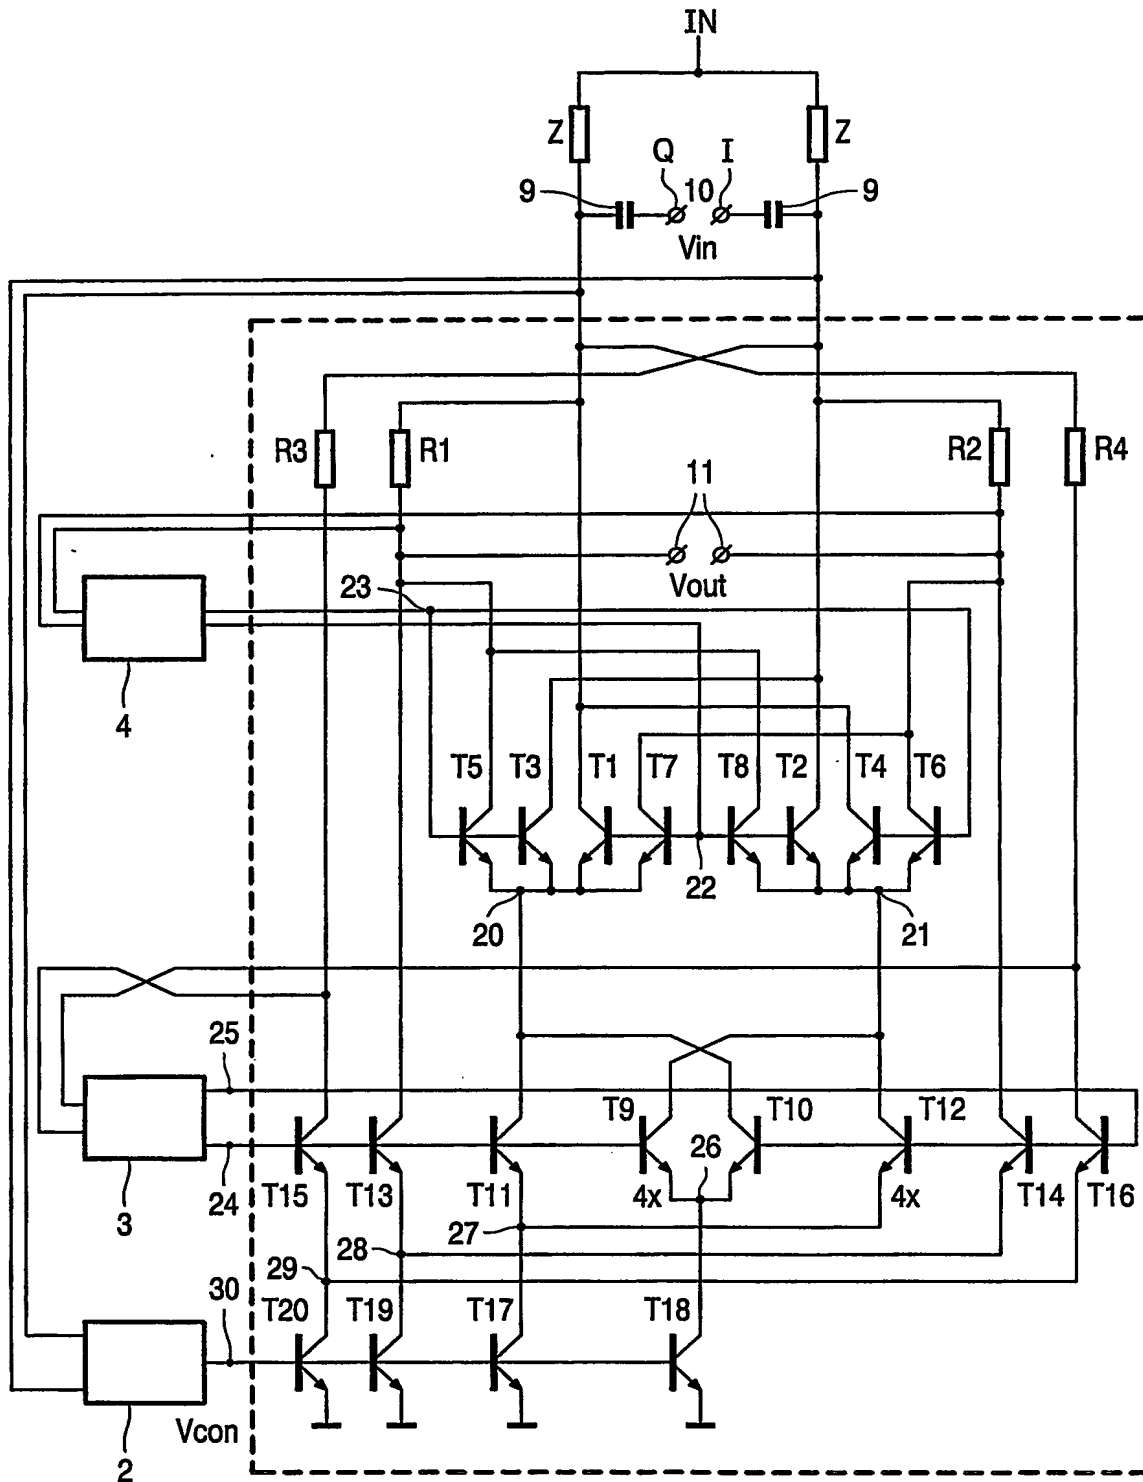 IN
Z Z
Q I
9 10 9
Vin
R3 R1 R2 R4
11
Vout
23
4
T5 T3 T1 T7 T8 T2 T4 T6
22
20 21
25
T9 T10 T12
26
3 24 T15 T13 T11 4x 4x T14 T16
27
28
29
30 T20 T19 T17 T18
Vcon
2